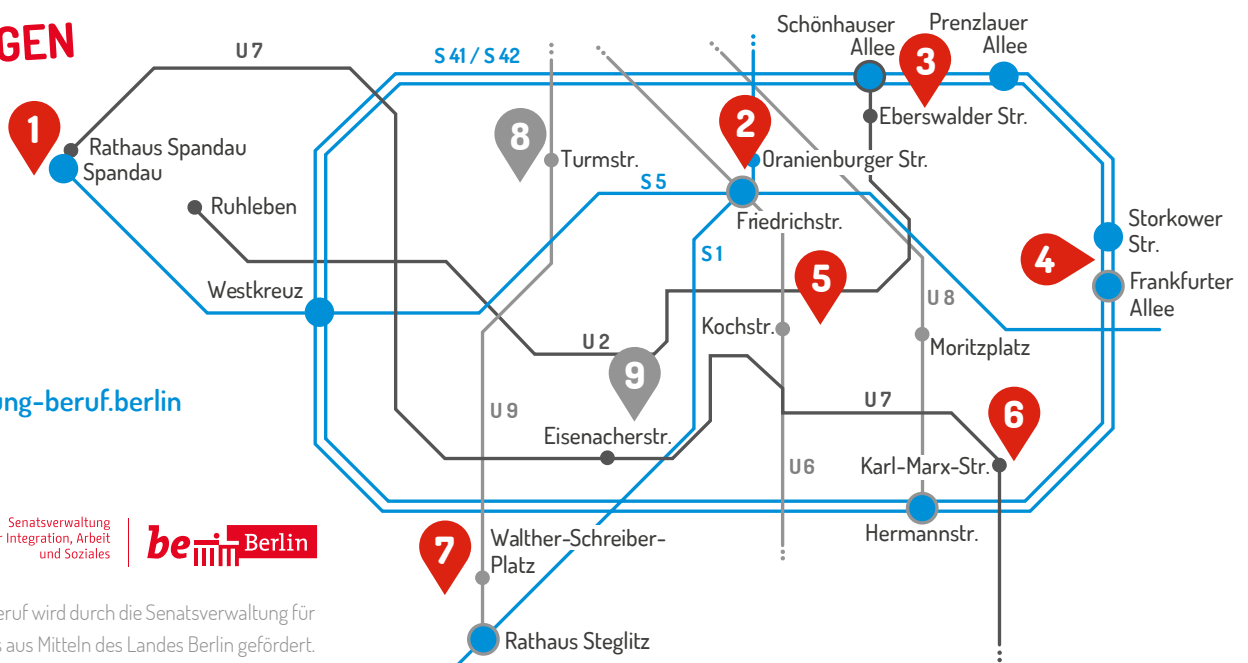 GEN
U 7
S 41 / S 42
Schönhauser
Allee
Prenzlauer
Allee
1
2
3
8
Rathaus Spandau
Spandau
Turmstr.
Oranienburger Str.
Eberswalder Str.
S 5
Ruhleben
Friedrichstr.
Storkower
Str.
S 1
4
5
Frankfurter
Allee
Westkreuz
U 8
Kochstr.
Moritzplatz
U 2
9
ung-beruf.berlin
U 9
U 7
6
Eisenacherstr.
U 6
Karl-Marx-Str.
Hermannstr.
Senatsverwaltung
r Integration, Arbeit
und Soziales
be Berlin
7
Walther-Schreiber-
Platz
eruf wird durch die Senatsverwaltung für
s aus Mitteln des Landes Berlin gefördert.
Rathaus Steglitz